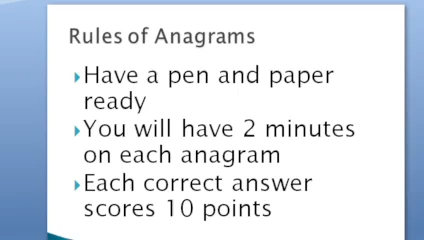 Rules of Anagrams
Have a pen and paper
ready
You will have 2 minutes
on each anagram
Each correct answer
scores 10 points